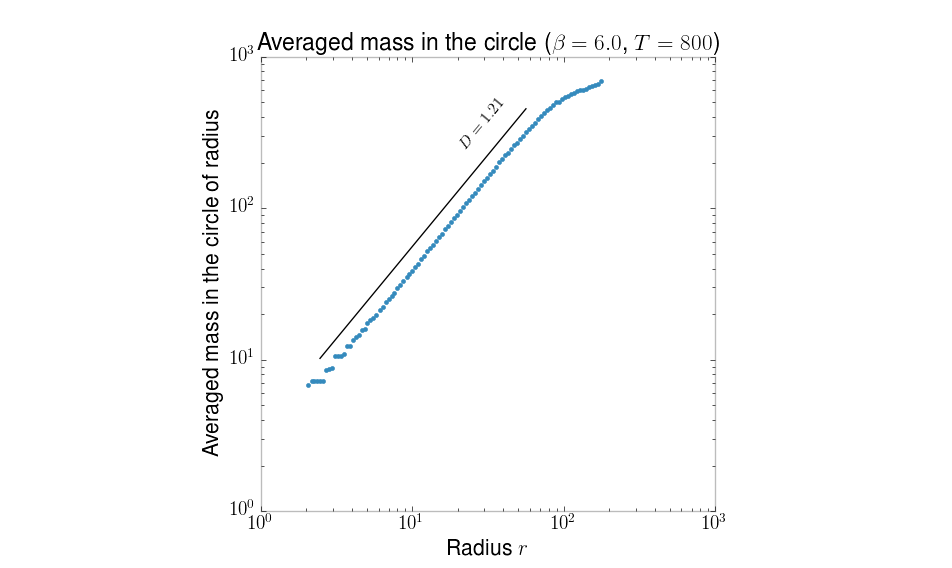 Averaged mass in the circle (β = 6.0, T = 800)
Averaged mass in the circle of radius
10³
10²
10¹
10⁰
D = 1.21
10⁰ 10¹ 10² 10³
Radius r